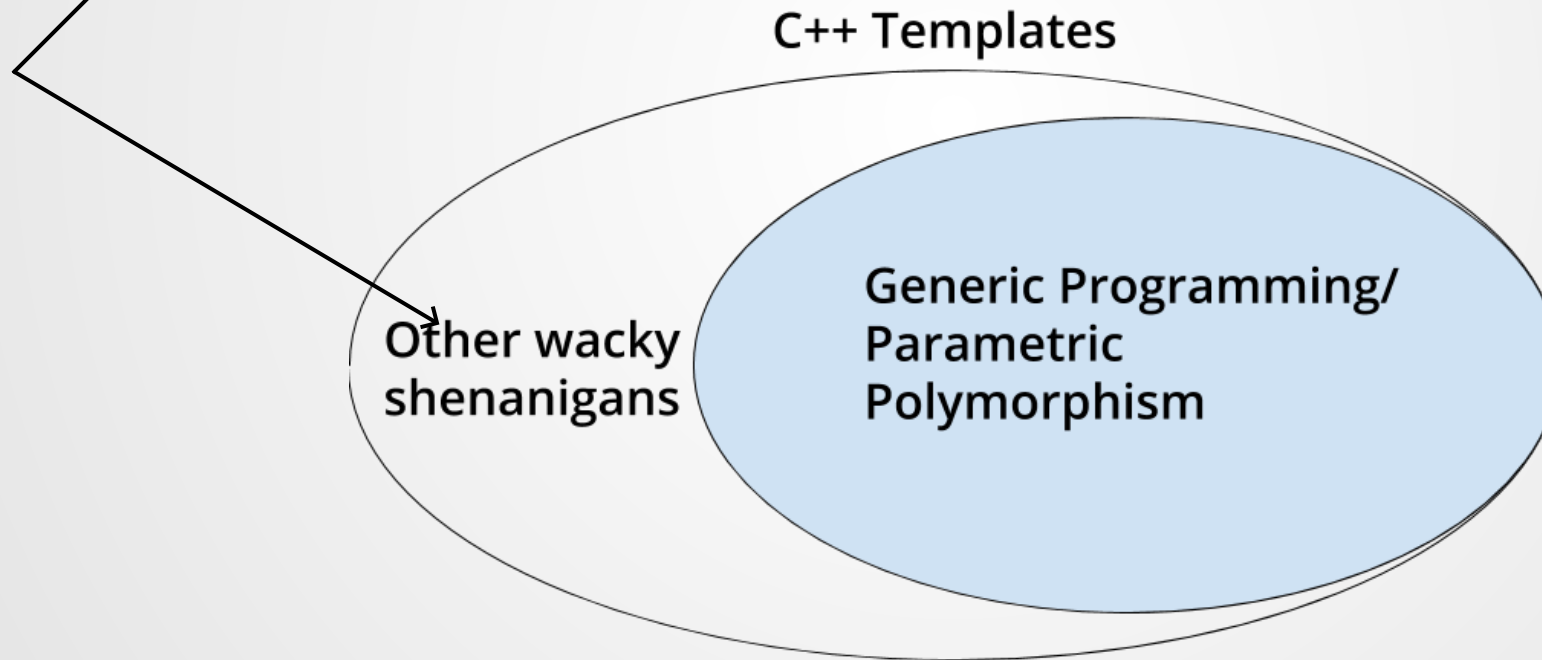 C++ Templates
Generic Programming/
Parametric
Polymorphism
Other wacky
shenanigans